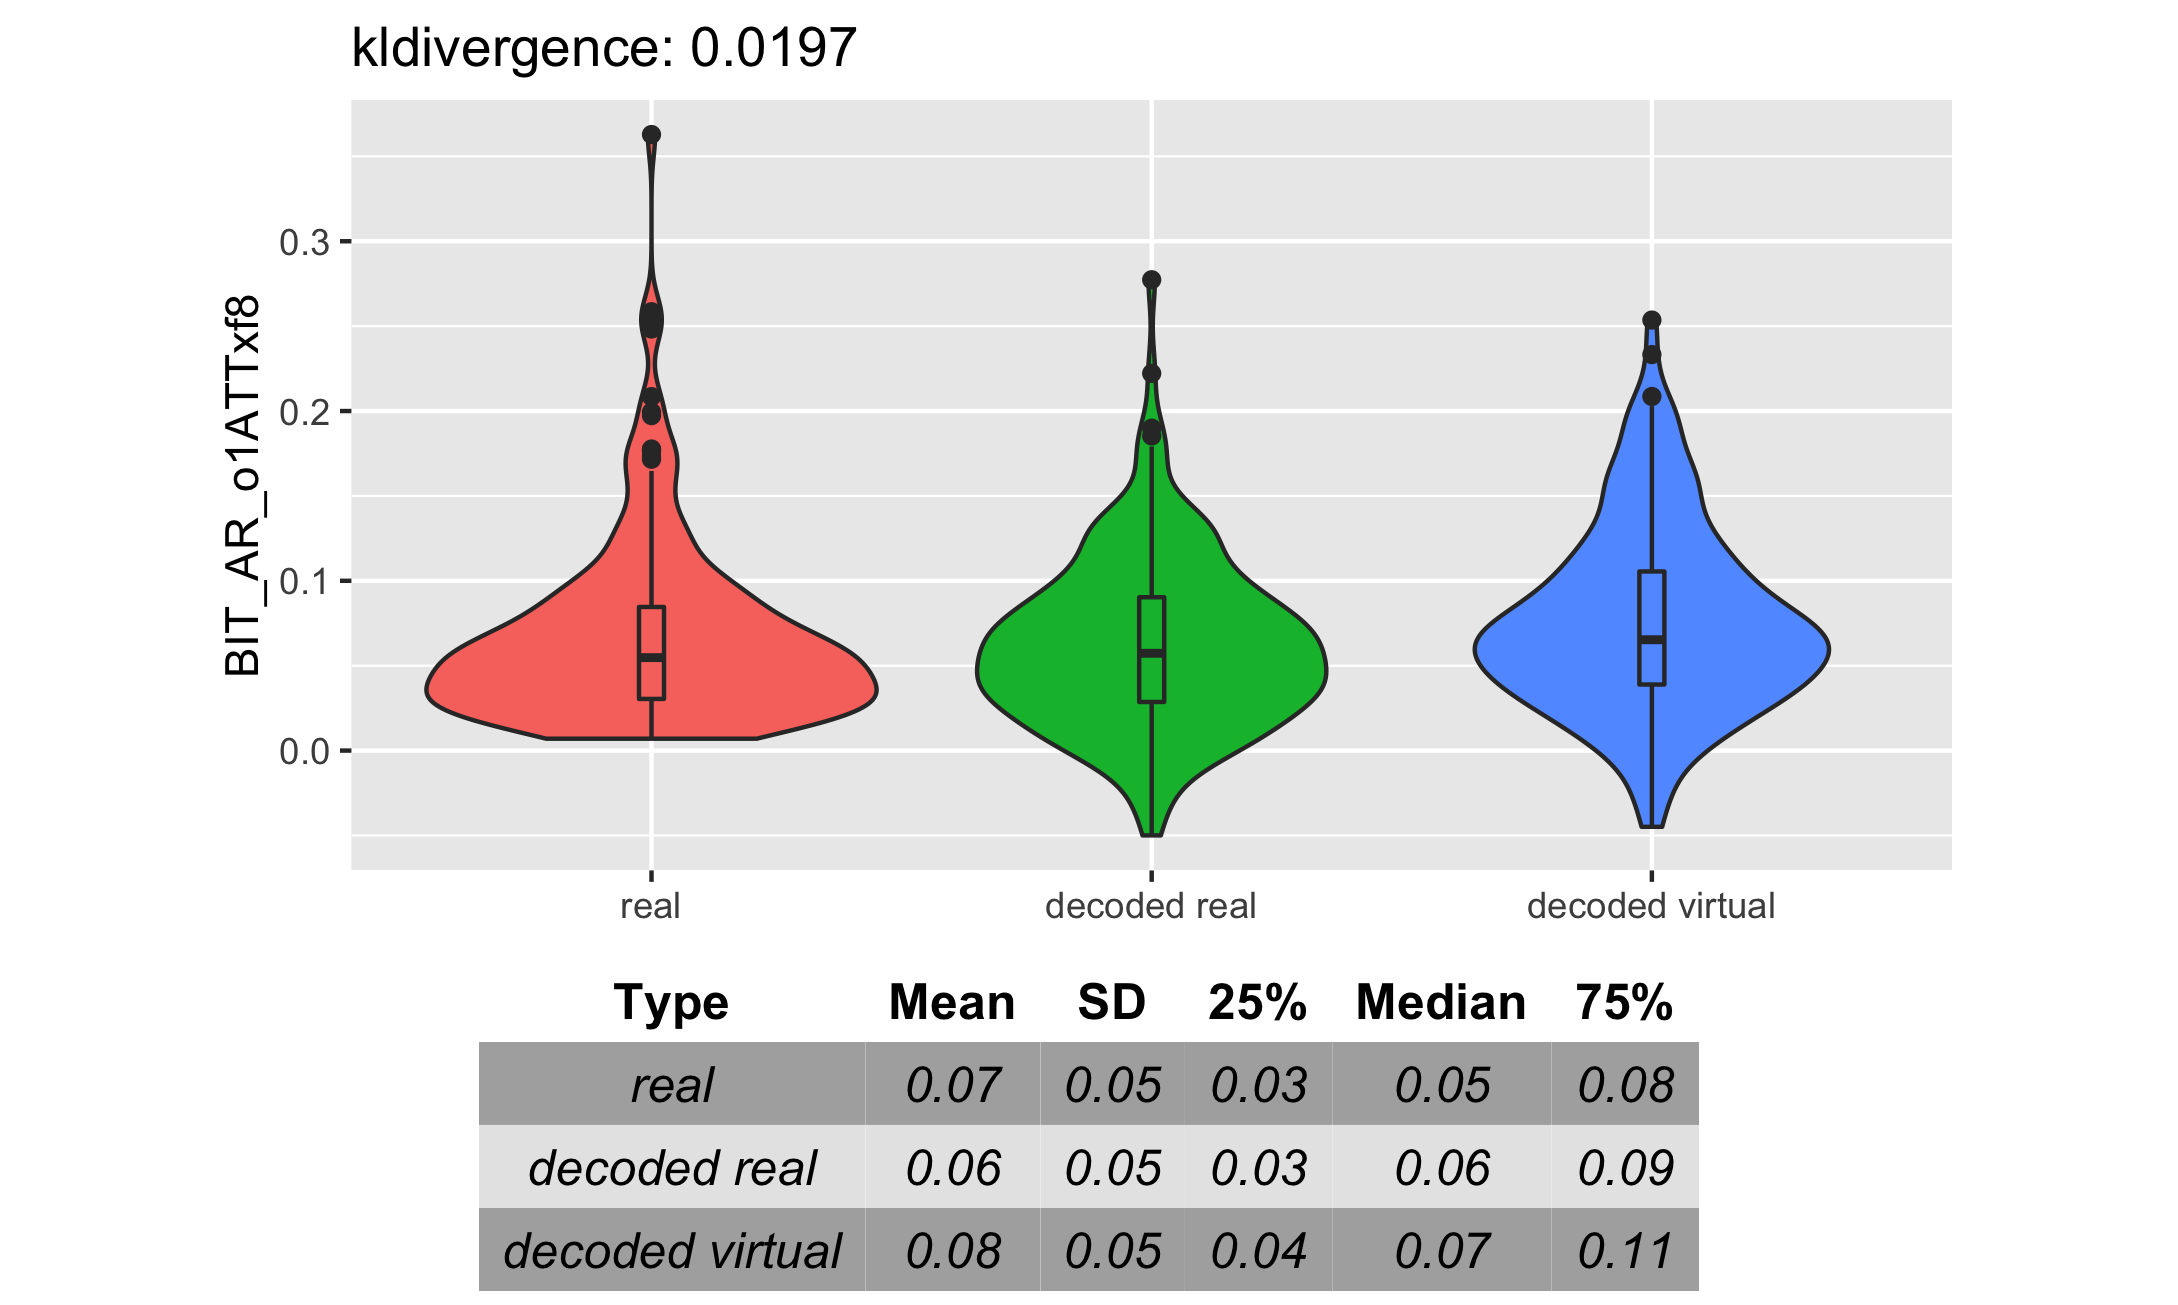 kldivergence: 0.0197
BIT_AR_o1ATTxf8
0.3
0.2
0.1
0.0
real decoded real decoded virtual
Type Mean SD 25% Median 75%
real 0.07 0.05 0.03 0.05 0.08
decoded real 0.06 0.05 0.03 0.06 0.09
decoded virtual 0.08 0.05 0.04 0.07 0.11